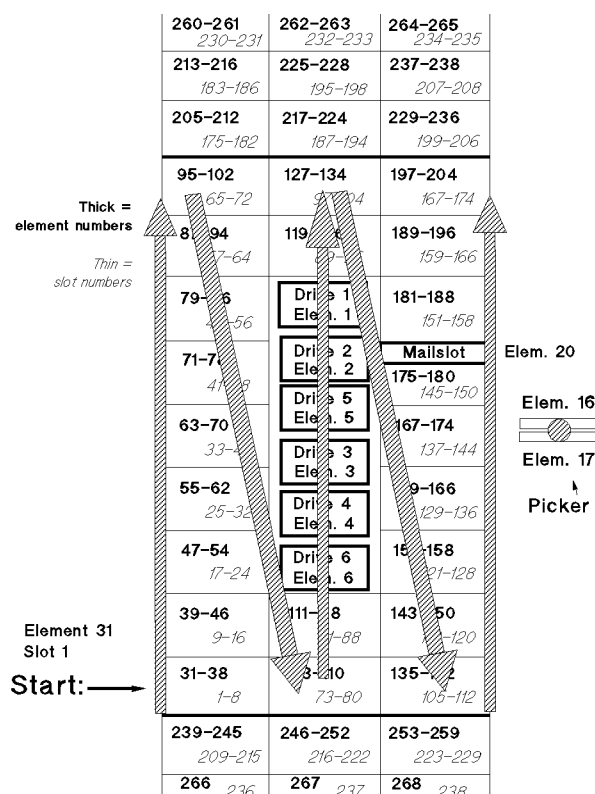 260–261 262–263 264–265
230–231 232–233 234–235
213–216 225–228 237–238
183–186 195–198 207–208
205–212 217–224 229–236
175–182 187–194 199–206
95–102 127–134 197–204
65–72 167–174
Thick =
element numbers
Thin =
slot numbers
189–196
159–166
Drive 1
Elem. 1
181–188
151–158
Drive 2
Elem. 2
Mailslot
Elem. 20
175–180
145–150
Drive 5
Elem. 5
63–70
167–174
137–144
Elem. 16
Elem. 17
Picker
Drive 3
Elem. 3
55–62
25–32
129–136
Drive 4
Elem. 4
47–54
17–24
Drive 6
Elem. 6
39–46
9–16
Element 31
Slot 1
Start:
31–38
1–8 73–80 105–112
239–245 246–252 253–259
209–215 216–222 223–229
266 236 267 237 268 238